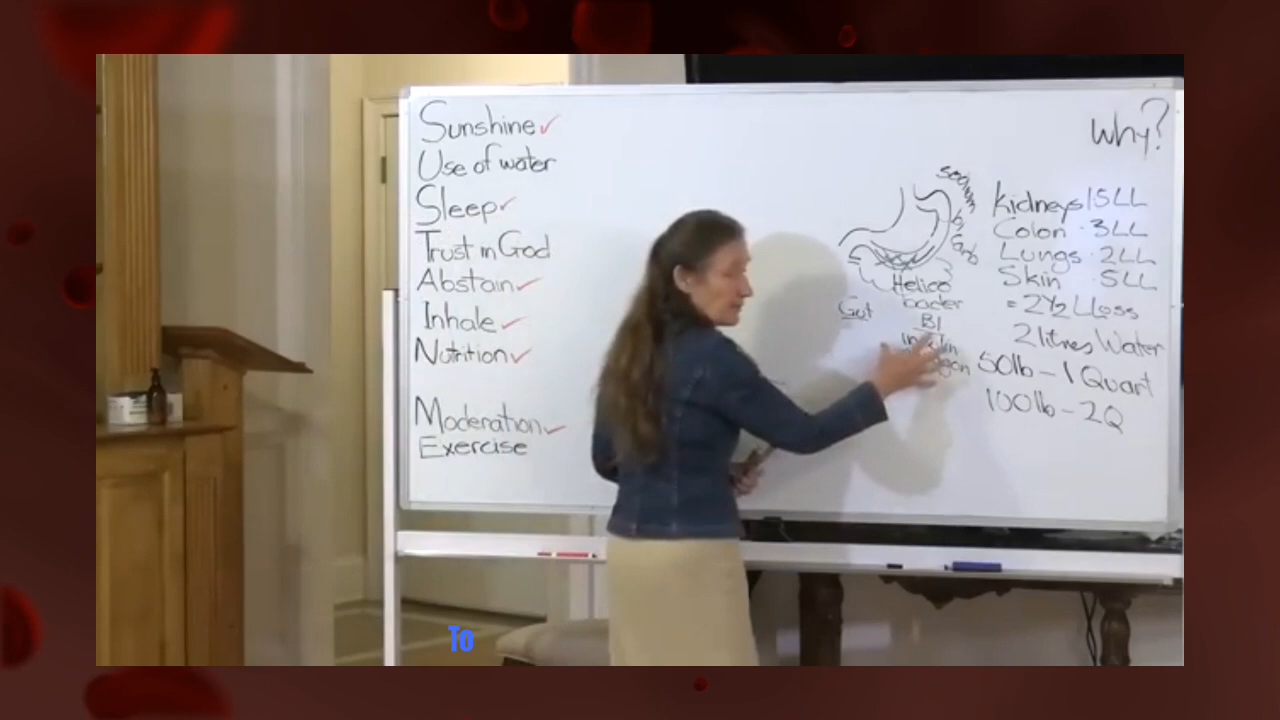 Sunshine ✓
Use of water
Sleep ✓
Trust in God
Abstain ✓
Inhale ✓
Nutrition ✓
Moderation ✓
Exercise
Why?
Sodium
Helico
bacter
Gut
B1
Kidneys 1.5LL
Colon .3LL
Lungs .2LL
Skin .5LL
= 2½ L Loss
2 litres Water
50lb - 1 Quart
100lb - 2Q
To